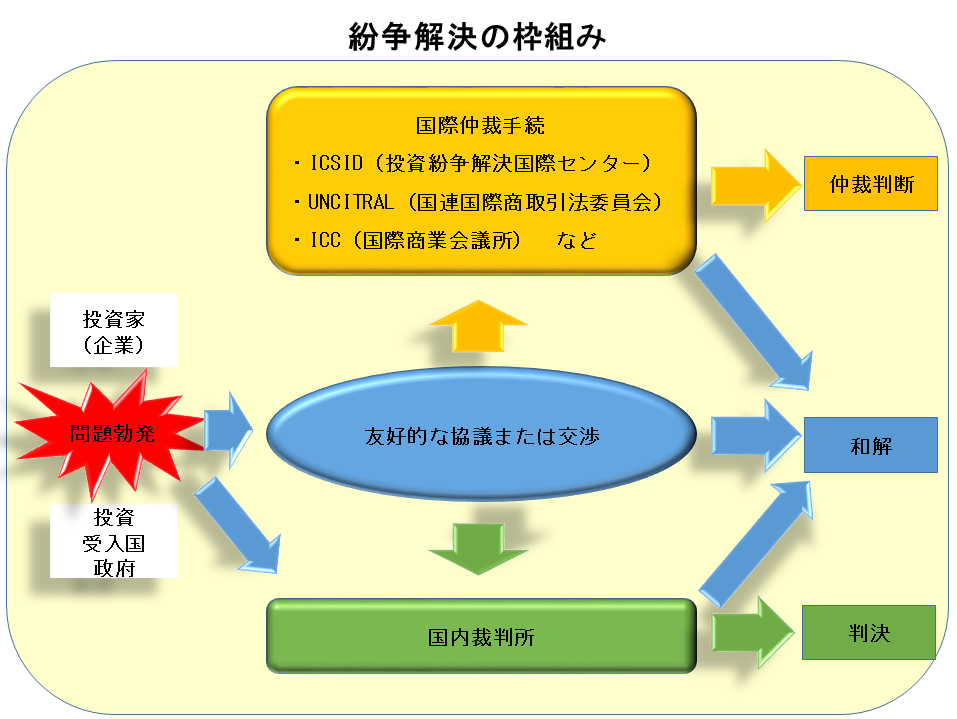 紛争解決の枠組み
国際仲裁手続
・ICSID（投資紛争解決国際センター）
・UNCITRAL（国連国際商取引法委員会）
・ICC（国際商業会議所）　など
仲裁判断
投資家
（企業）
問題勃発
投資
受入国
政府
友好的な協議または交渉
和解
国内裁判所
判決